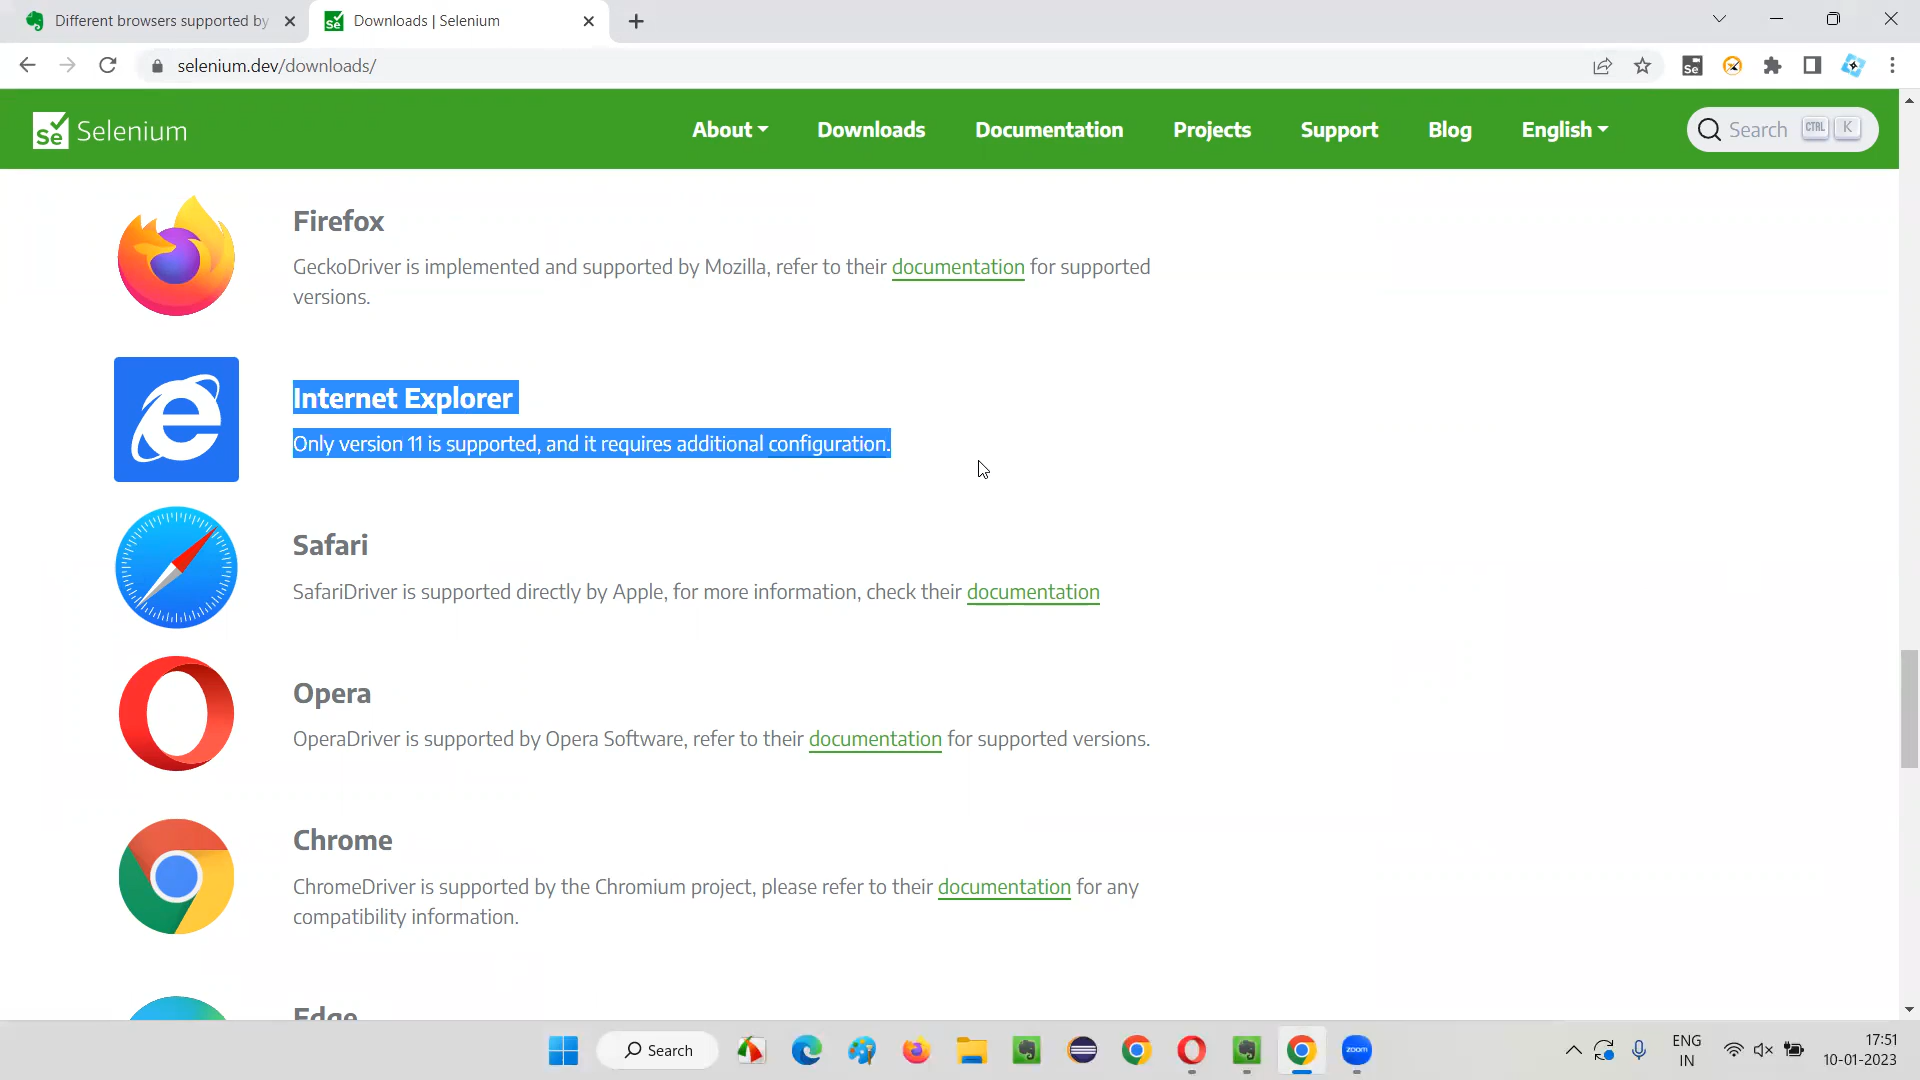 Different browsers supported by
Downloads | Selenium
selenium.dev/downloads/
Se
Se Selenium
About
Downloads
Documentation
Projects
Support
Blog
English
Search CTRL K
Firefox
GeckoDriver is implemented and supported by Mozilla, refer to their documentation for supported
versions.
Internet Explorer
Only version 11 is supported, and it requires additional configuration.
Safari
SafariDriver is supported directly by Apple, for more information, check their documentation
Opera
OperaDriver is supported by Opera Software, refer to their documentation for supported versions.
Chrome
ChromeDriver is supported by the Chromium project, please refer to their documentation for any
compatibility information.
Edge
Search
zoom
ENG
IN
17:51
10-01-2023